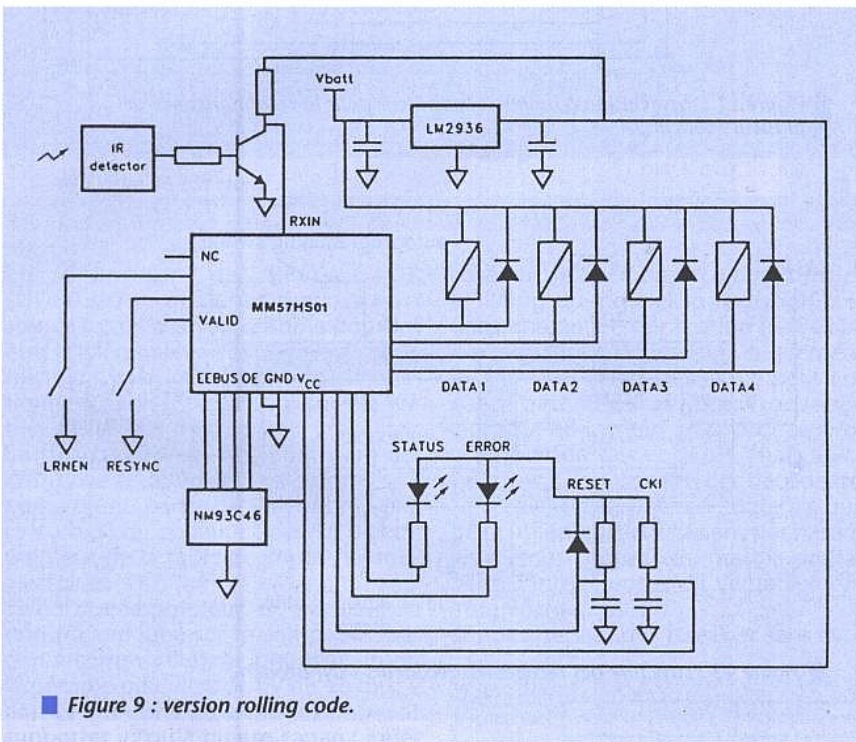 Vbatt
LM2936
IR
detector
RXIN
NC
MM57HS01
VALID
EEBUS OE GND VCC
DATA1 DATA2 DATA3 DATA4
LRNEN RESYNC
STATUS ERROR
RESET CKI
NM93C46
Figure 9 : version rolling code.